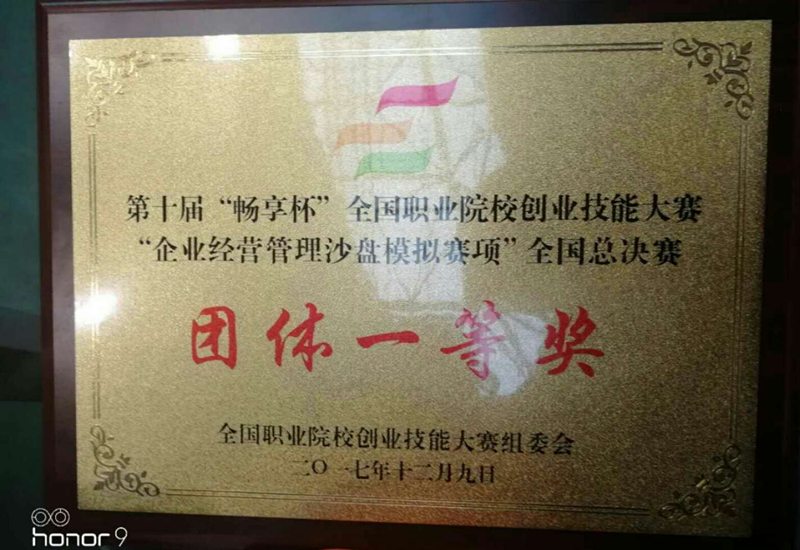 第十届“畅享杯”全国职业院校创业技能大赛
“企业经营管理沙盘模拟赛项”全国总决赛
团体一等奖
全国职业院校创业技能大赛组委会
二〇一七年十二月九日
honor 9